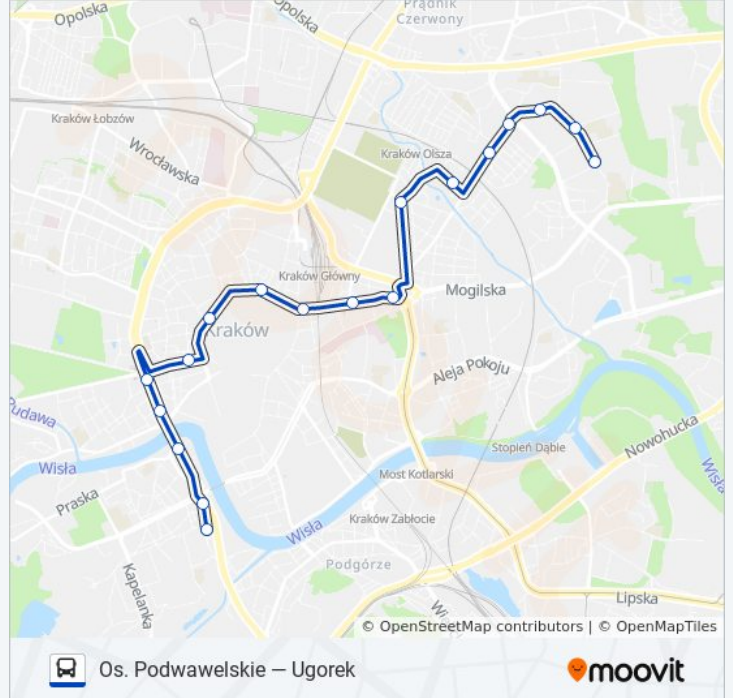 Opolska
Opolska
Prądnik
Czerwony
Kraków Łobzów
Wrocławska
Kraków Olsza
Kraków Główny
Mogilska
Kraków
Aleja Pokoju
Rudawa
Wisła
Stopień Dąbie
Nowohucka
Most Kotlarski
Wisła
Praska
Kraków Zabłocie
Wisła
Podgórze
Kapelanka
Lipska
© OpenStreetMap contributors | © OpenMapTiles
Os. Podwawelskie — Ugorek
moovit